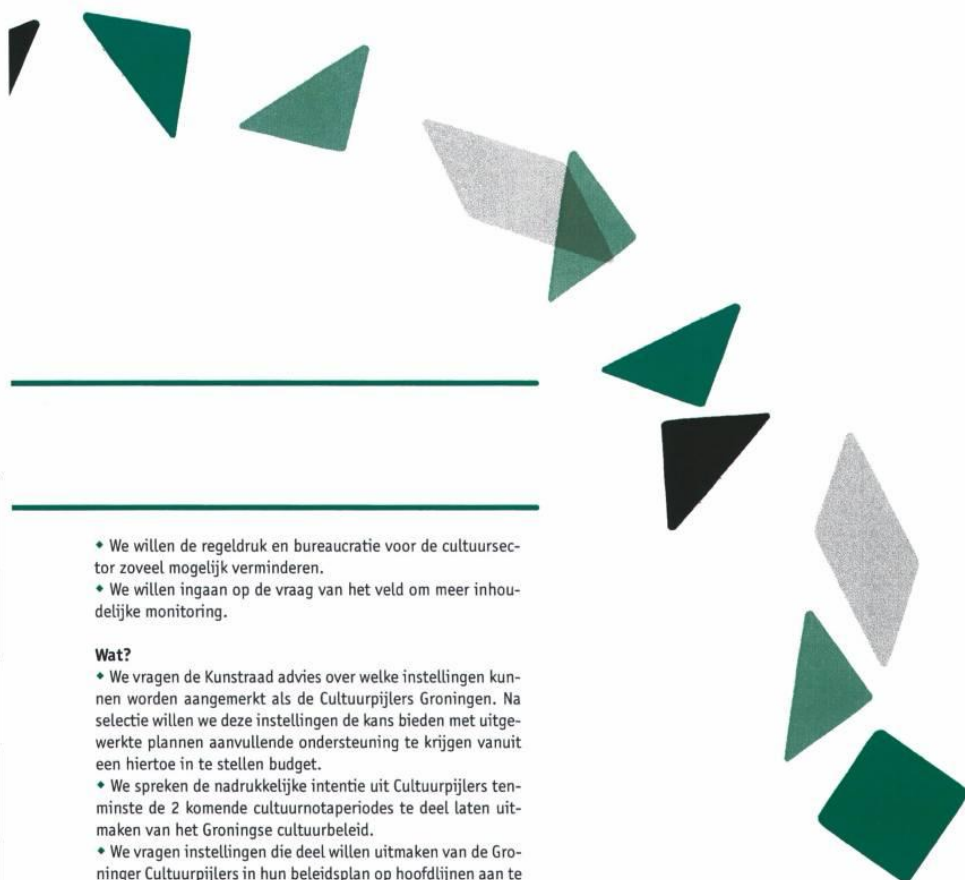 ◆ We willen de regeldruk en bureaucratie voor de cultuursec-
tor zoveel mogelijk verminderen.
◆ We willen ingaan op de vraag van het veld om meer inhou-
delijke monitoring.
Wat?
◆ We vragen de Kunstraad advies over welke instellingen kun-
nen worden aangemerkt als de Cultuurpijlers Groningen. Na
selectie willen we deze instellingen de kans bieden met uitge-
werkte plannen aanvullende ondersteuning te krijgen vanuit
een hiertoe in te stellen budget.
◆ We spreken de nadrukkelijke intentie uit Cultuurpijlers ten-
minste de 2 komende cultuurnotaperiodes te deel laten uit-
maken van het Groningse cultuurbeleid.
◆ We vragen instellingen die deel willen uitmaken van de Gro-
ninger Cultuurpijlers in hun beleidsplan op hoofdlijnen aan te